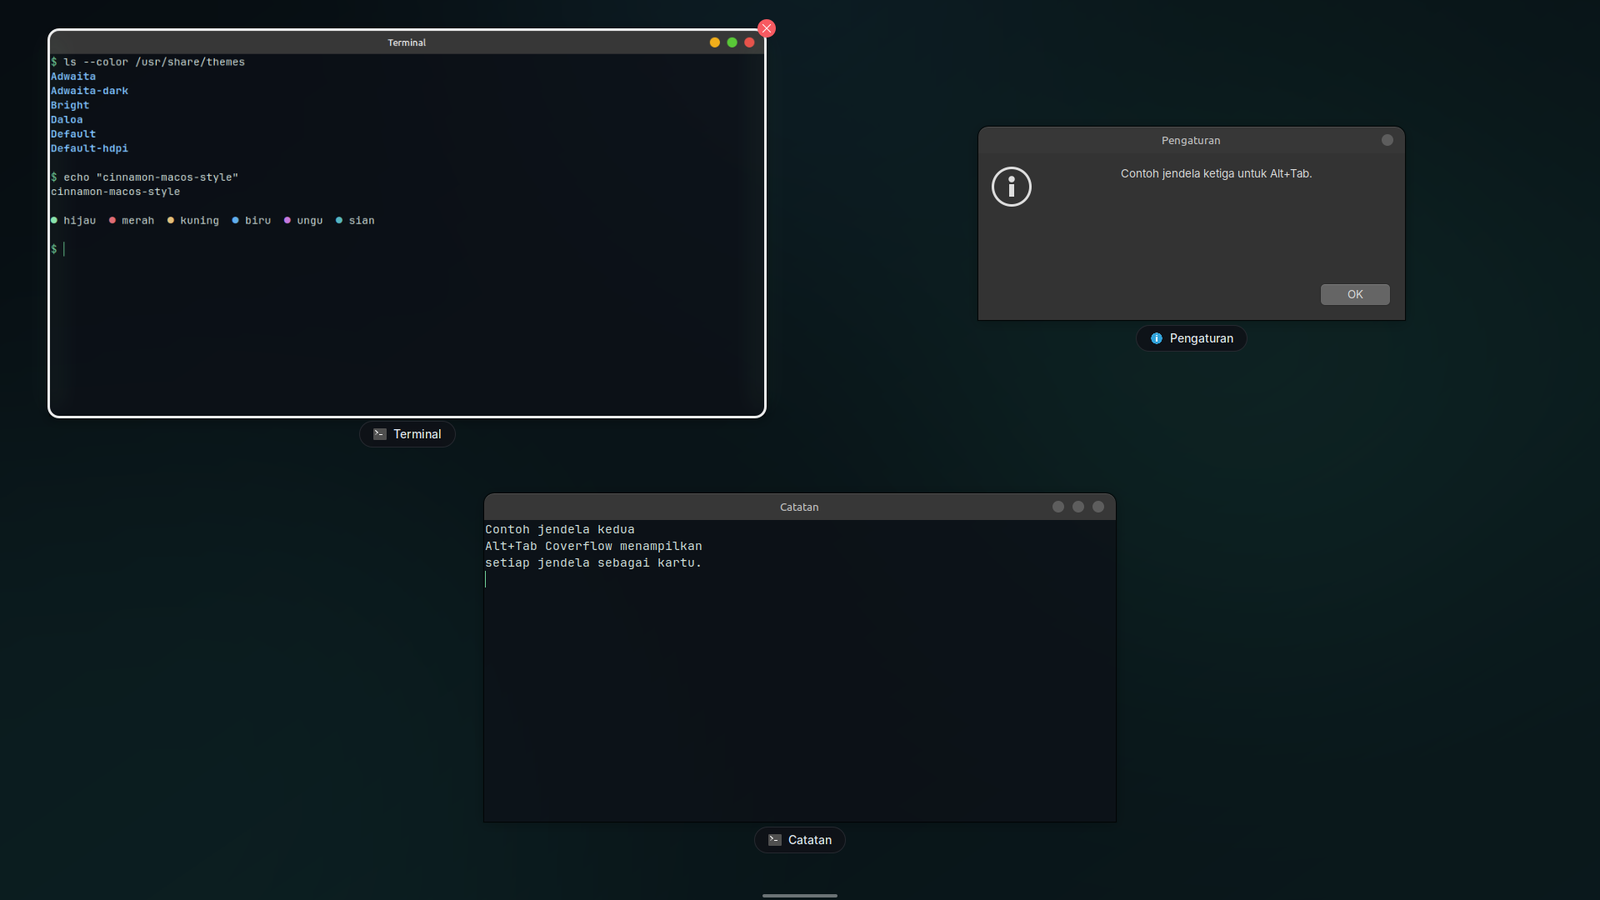 Terminal
$ ls --color /usr/share/themes
Adwaita
Adwaita-dark
Bright
Daloa
Default
Default-hdpi
$ echo "cinnamon-macos-style"
cinnamon-macos-style
● hijau ● merah ● kuning ● biru ● ungu ● sian
$
Terminal
Pengaturan
Contoh jendela ketiga untuk Alt+Tab.
OK
Pengaturan
Catatan
Contoh jendela kedua
Alt+Tab Coverflow menampilkan
setiap jendela sebagai kartu.
Catatan